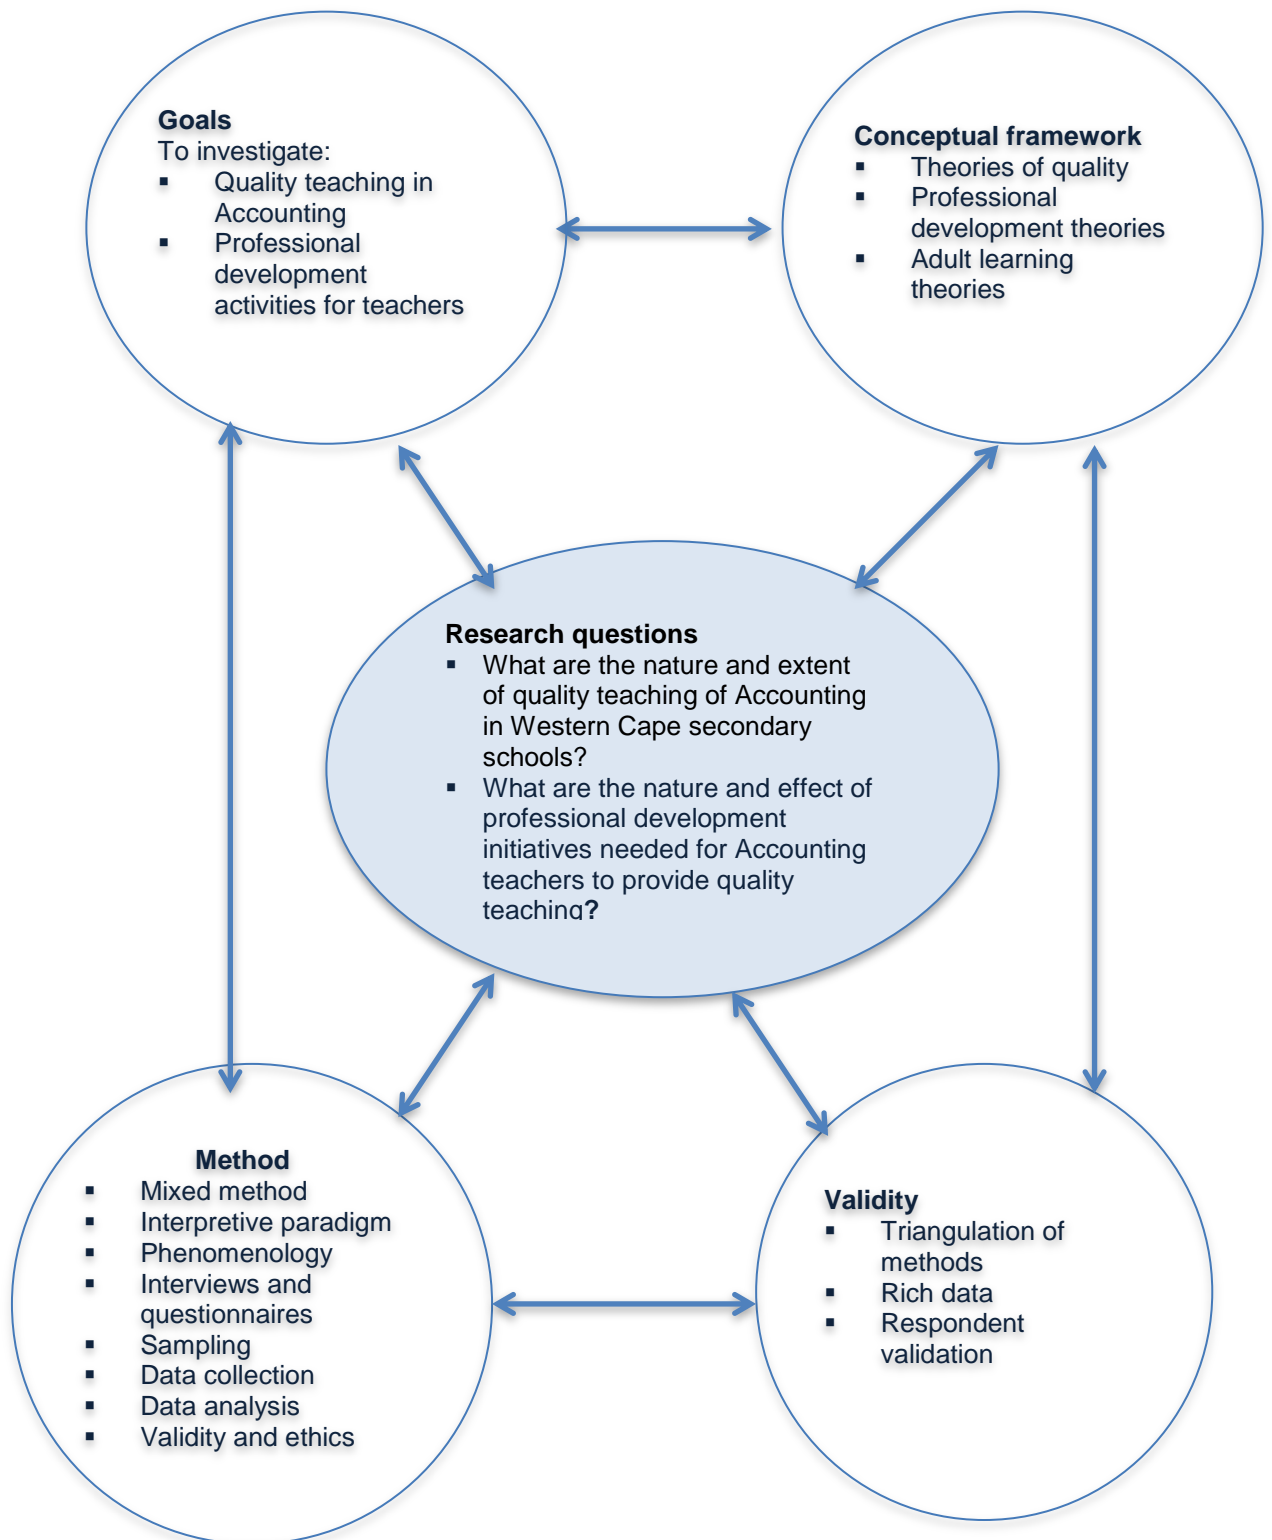 Goals
To investigate:
▪ Quality teaching in
Accounting
▪ Professional
development
activities for teachers
Conceptual framework
▪ Theories of quality
▪ Professional
development theories
▪ Adult learning
theories
Research questions
▪ What are the nature and extent
of quality teaching of Accounting
in Western Cape secondary
schools?
▪ What are the nature and effect of
professional development
initiatives needed for Accounting
teachers to provide quality
teaching?
Method
▪ Mixed method
▪ Interpretive paradigm
▪ Phenomenology
▪ Interviews and
questionnaires
▪ Sampling
▪ Data collection
▪ Data analysis
▪ Validity and ethics
Validity
▪ Triangulation of
methods
▪ Rich data
▪ Respondent
validation